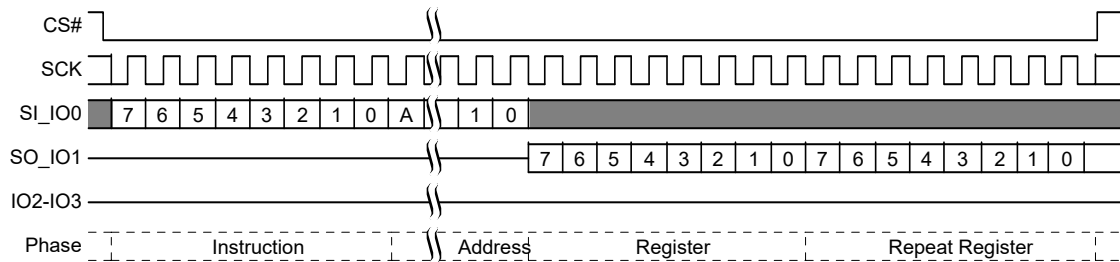 CS#
SCK
SI_IO0 7 6 5 4 3 2 1 0 A 1 0
SO_IO1 7 6 5 4 3 2 1 0 7 6 5 4 3 2 1 0
IO2-IO3
Phase Instruction Address Register Repeat Register